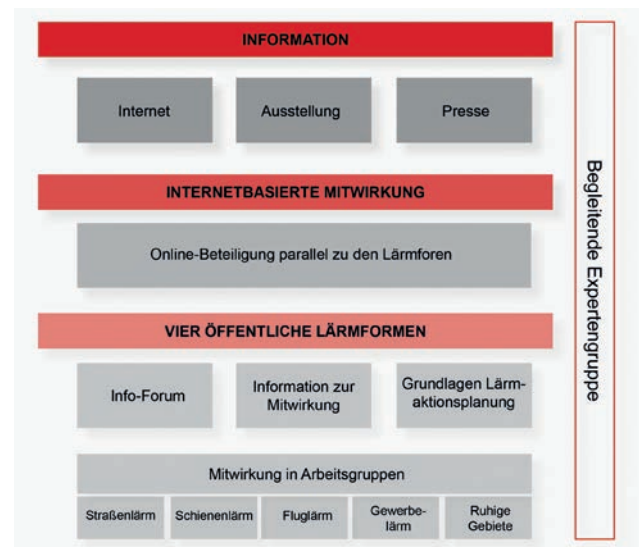 INFORMATION
Internet
Ausstellung
Presse
INTERNETBASIERTE MITWIRKUNG
Online-Beteiligung parallel zu den Lärmforen
VIER ÖFFENTLICHE LÄRMFORMEN
Info-Forum
Information zur
Mitwirkung
Grundlagen Lärm-
aktionsplanung
Mitwirkung in Arbeitsgruppen
Straßenlärm
Schienenlärm
Fluglärm
Gewerbe-
lärm
Ruhige
Gebiete
Begleitende Expertengruppe